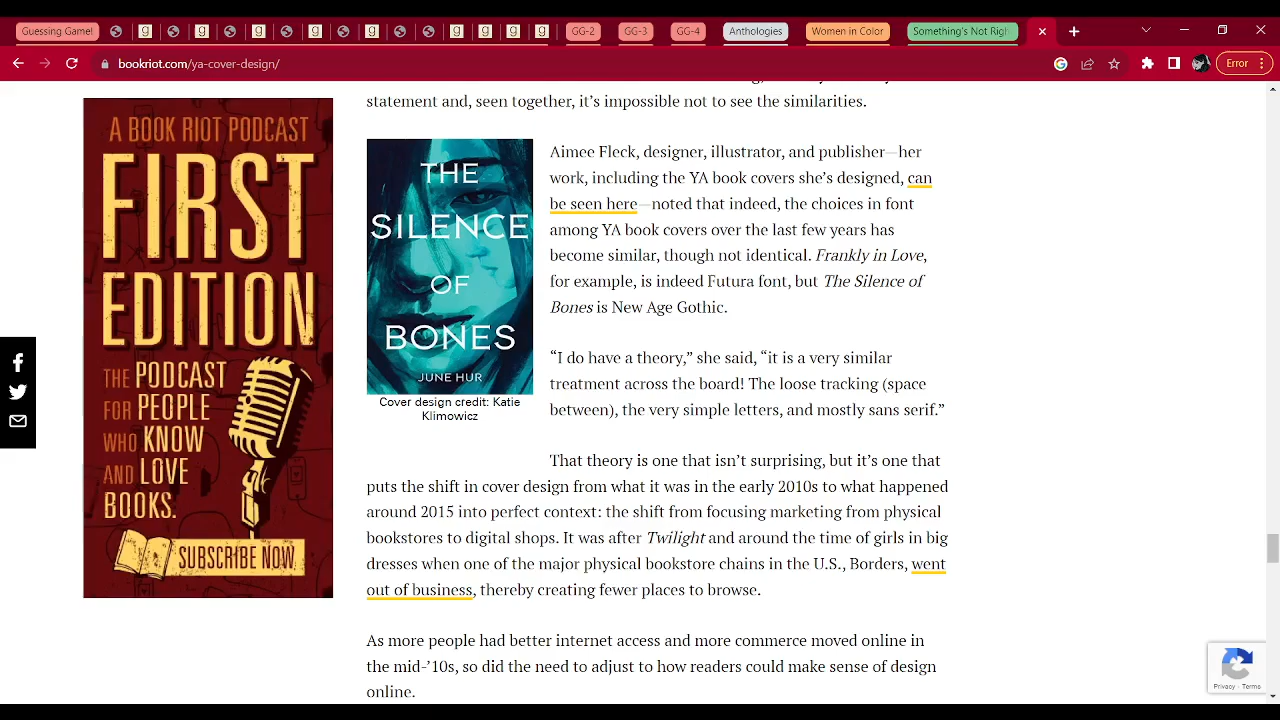 Guessing Game!
GG-2
GG-3
GG-4
Anthologies
Women in Color
Something's Not Righ
bookriot.com/ya-cover-design/
Error
statement and, seen together, it’s impossible not to see the similarities.
A BOOK RIOT PODCAST
FIRST
EDITION
THE PODCAST
FOR PEOPLE
WHO KNOW
AND LOVE
BOOKS.
SUBSCRIBE NOW
THE
SILENCE
OF
BONES
JUNE HUR
Cover design credit: Katie
Klimowicz
Aimee Fleck, designer, illustrator, and publisher—her
work, including the YA book covers she’s designed, can
be seen here—noted that indeed, the choices in font
among YA book covers over the last few years has
become similar, though not identical. Frankly in Love,
for example, is indeed Futura font, but The Silence of
Bones is New Age Gothic.
“I do have a theory,” she said, “it is a very similar
treatment across the board! The loose tracking (space
between), the very simple letters, and mostly sans serif.”
That theory is one that isn’t surprising, but it’s one that
puts the shift in cover design from what it was in the early 2010s to what happened
around 2015 into perfect context: the shift from focusing marketing from physical
bookstores to digital shops. It was after Twilight and around the time of girls in big
dresses when one of the major physical bookstore chains in the U.S., Borders, went
out of business, thereby creating fewer places to browse.
As more people had better internet access and more commerce moved online in
the mid-’10s, so did the need to adjust to how readers could make sense of design
online.
Privacy - Terms